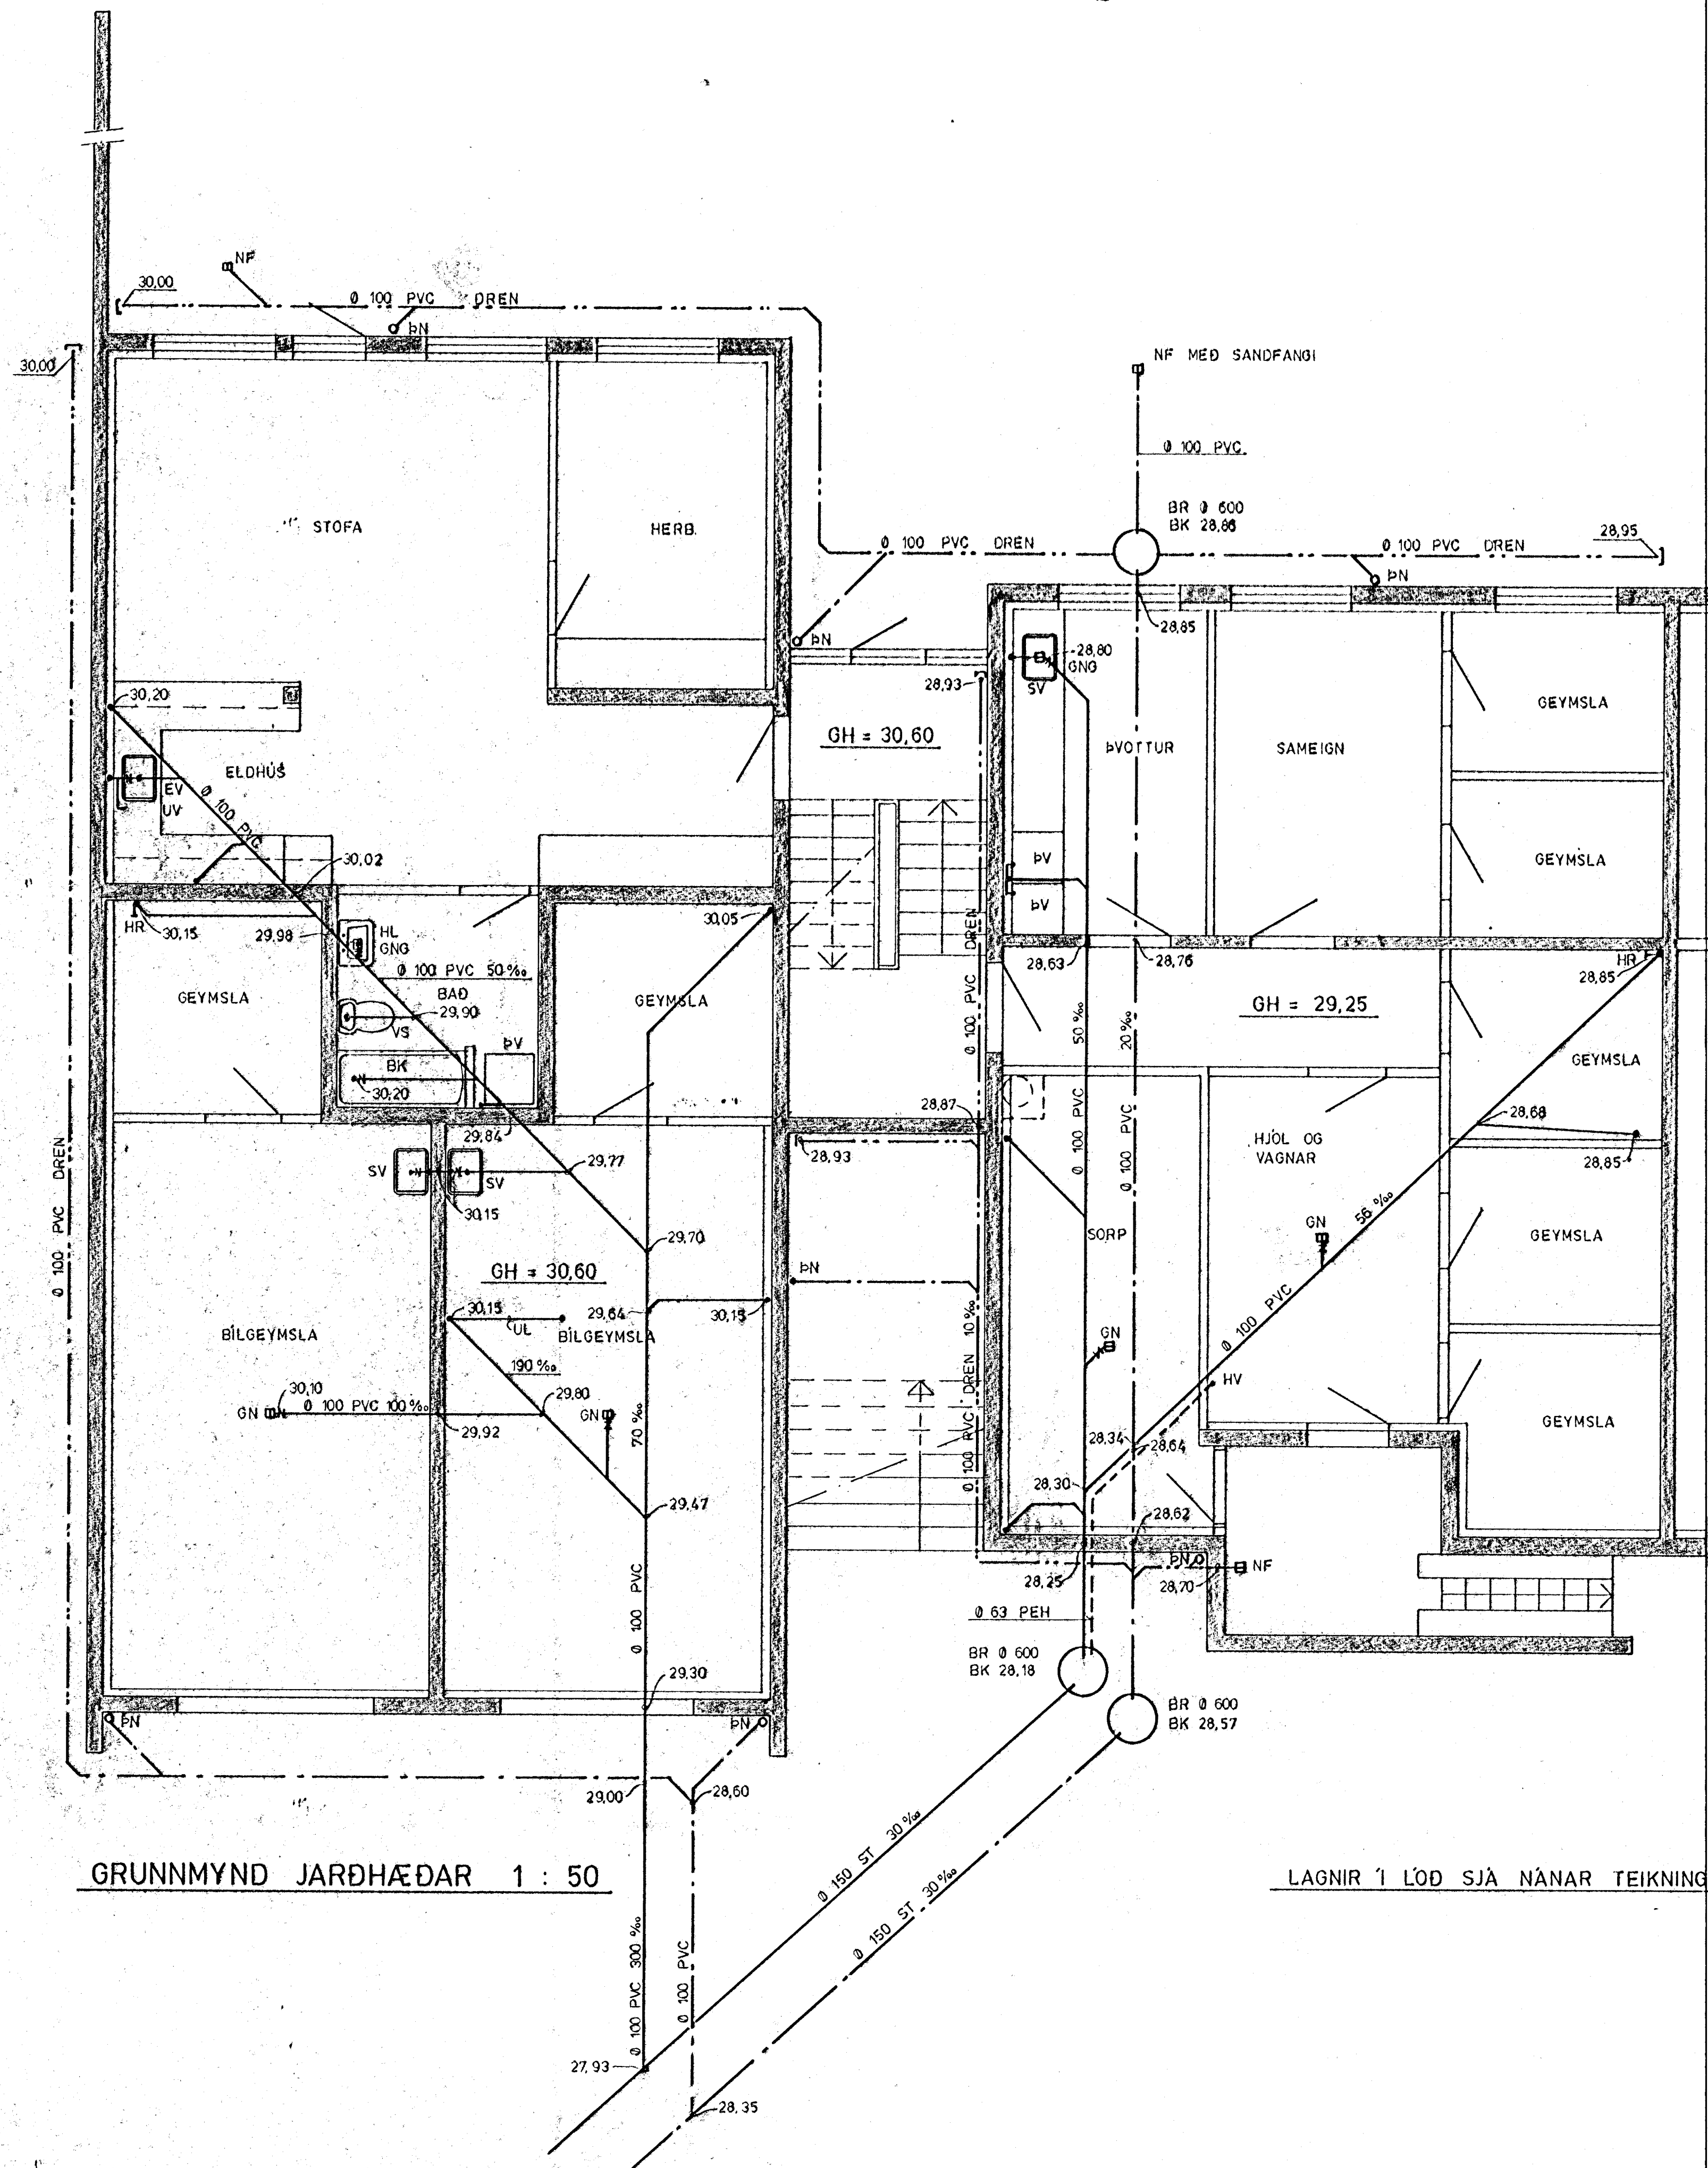 NF
30,00
Ø 100 PVC DREN
ÞN
30,00
NF MEÐ SANDFANGI
Ø 100 PVC.
BR Ø 600
BK 28,86
STOFA
HERB.
Ø 100 PVC DREN
Ø 100 PVC DREN
28,95
ÞN
ÞN
28,85
28,80
GNG
SV
28,93
30,20
GH = 30,60
ÞVOTTUR
SAMEIGN
GEYMSLA
ELDHÚS
EV
UV
Ø 100 PVC
30,02
ÞV
GEYMSLA
ÞV
HR
30,15
29,98
HL
GNG
30,05
Ø 100 PVC DREN
28,63
28,76
HR
28,85
Ø 100 PVC 50 ‰
BAÐ
GEYMSLA
29,90
VS
GEYMSLA
GH = 29,25
50 ‰
20 ‰
ÞV
BK
30,20
GEYMSLA
28,87
28,68
29,84
28,93
Ø 100 PVC
Ø 100 PVC
HJÓL OG
VAGNAR
28,85
Ø 100 PVC DREN
SV
SV
29,77
30,15
GN
56 ‰
29,70
SORP
GEYMSLA
GH = 30,60
ÞN
29,64
30,15
30,15
UL
BÍLGEYMSLA
BÍLGEYMSLA
Ø 100 PVC
GN
190 ‰
HV
Ø 100 PVC DREN 10 ‰
30,10
GN
Ø 100 PVC 100 ‰
29,80
GN
29,92
70 ‰
28,34
28,64
GEYMSLA
28,30
29,47
28,62
ÞN
NF
28,25
28,70
Ø 100 PVC
Ø 63 PEH
BR Ø 600
BK 28,18
29,30
BR Ø 600
BK 28,57
ÞN
ÞN
29,00
28,60
GRUNNMYND JARÐHÆÐAR 1 : 50
Ø 150 ST 30 ‰
LAGNIR Í LÓÐ SJÁ NÁNAR TEIKNING
Ø 150 ST 30 ‰
Ø 100 PVC 300 ‰
Ø 100 PVC
27,93
28,35